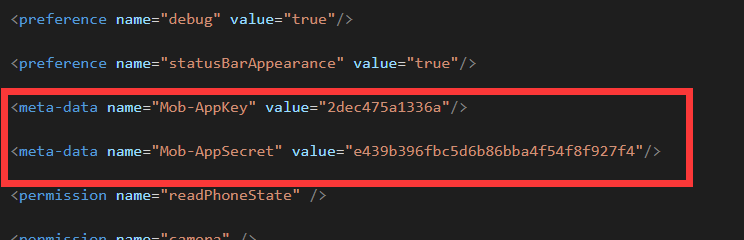 <preference name="debug" value="true"/>
<preference name="statusBarAppearance" value="true"/>
<meta-data name="Mob-AppKey" value="2dec475a1336a"/>
<meta-data name="Mob-AppSecret" value="e439b396fbc5d6b86bba4f54f8f927f4"/>
<permission name="readPhoneState" />
<permission name="camera" />